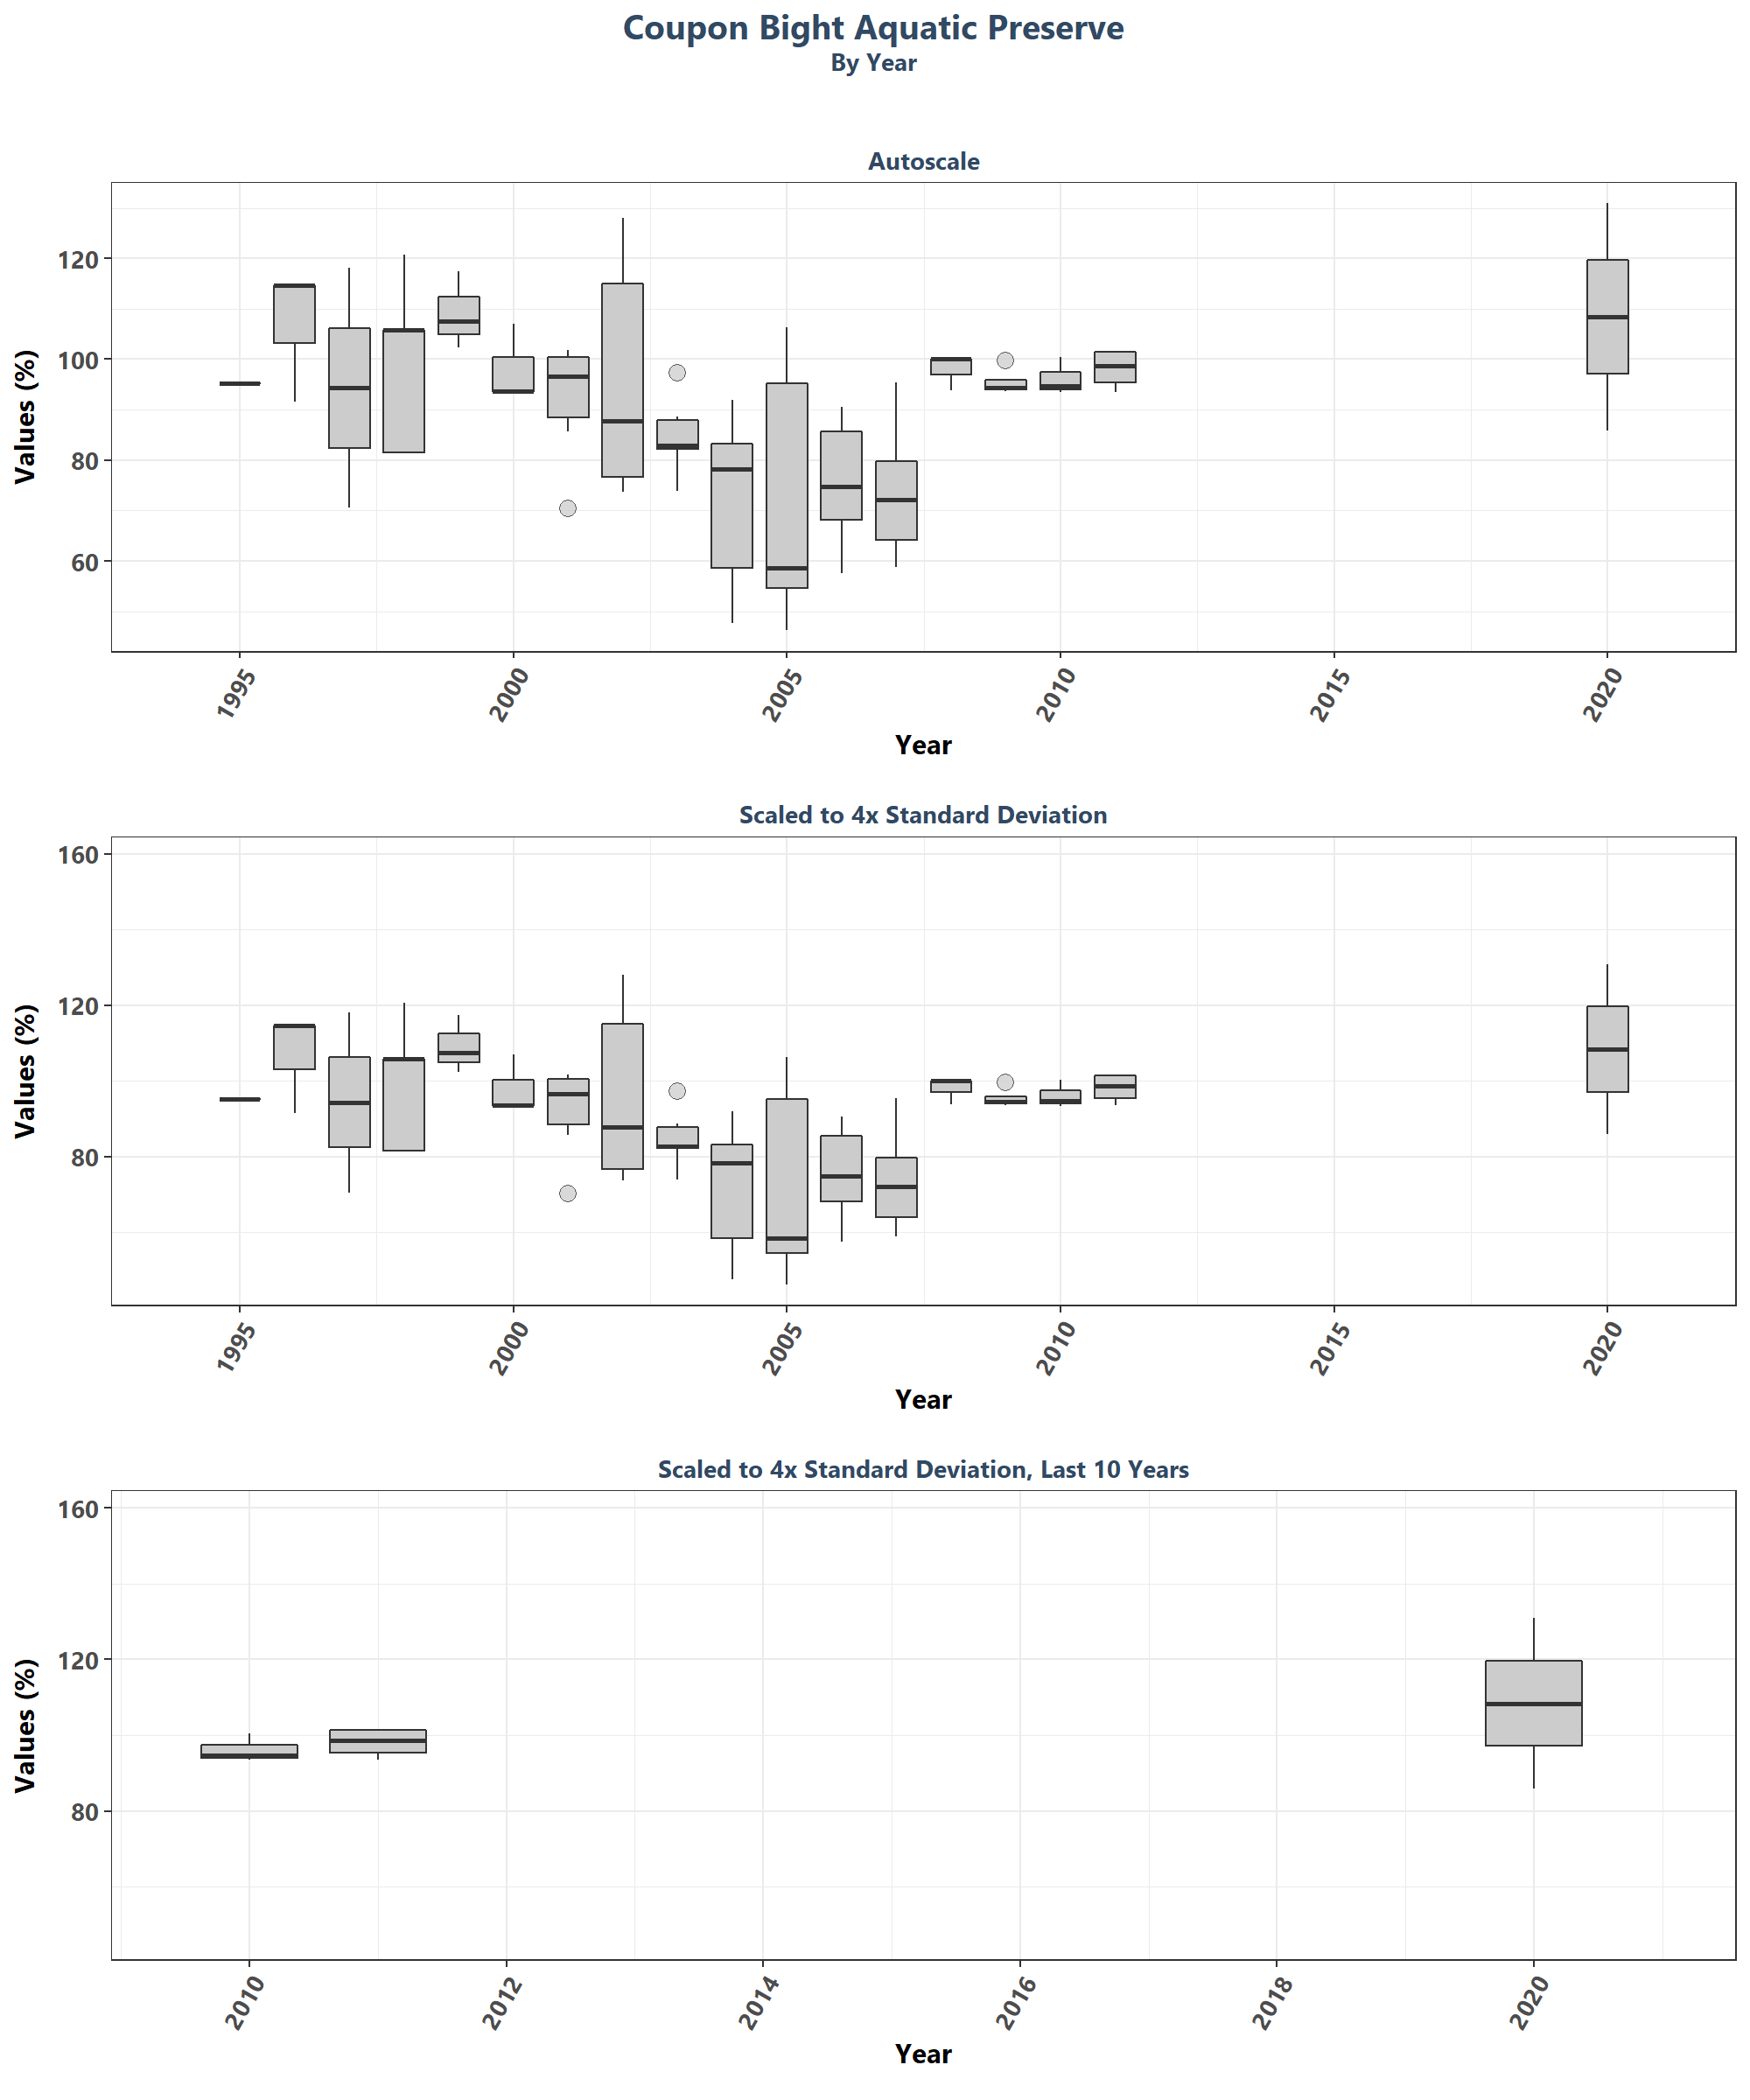 Coupon Bight Aquatic Preserve
By Year
Autoscale
Values (%)
120
100
80
60
1995
2000
2005
2010
2015
2020
Year
Scaled to 4x Standard Deviation
Values (%)
160
120
80
1995
2000
2005
2010
2015
2020
Year
Scaled to 4x Standard Deviation, Last 10 Years
Values (%)
160
120
80
2010
2012
2014
2016
2018
2020
Year